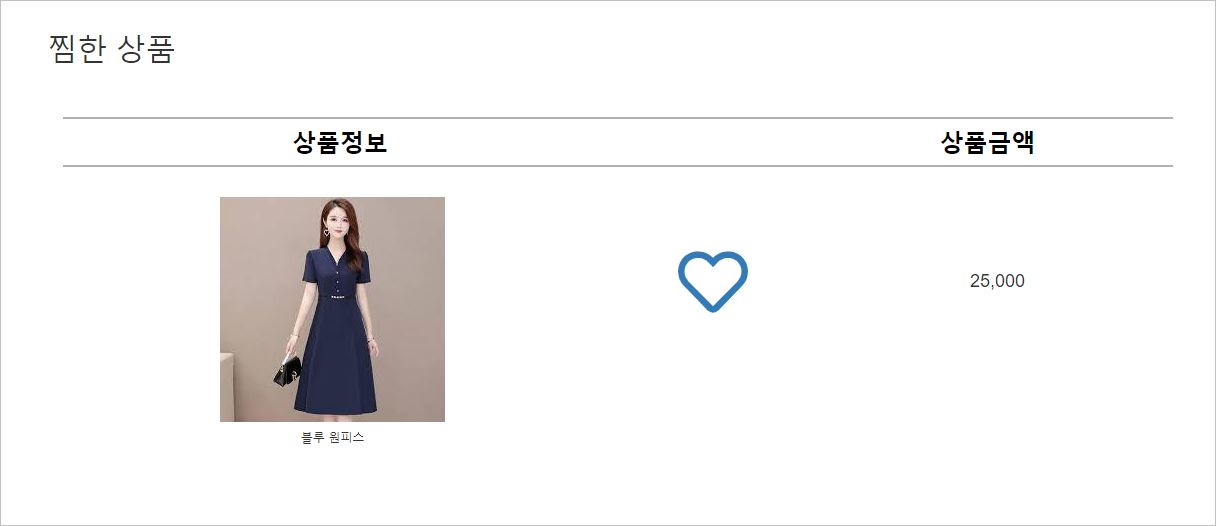 찜한 상품
상품정보 상품금액
25,000
블루 원피스